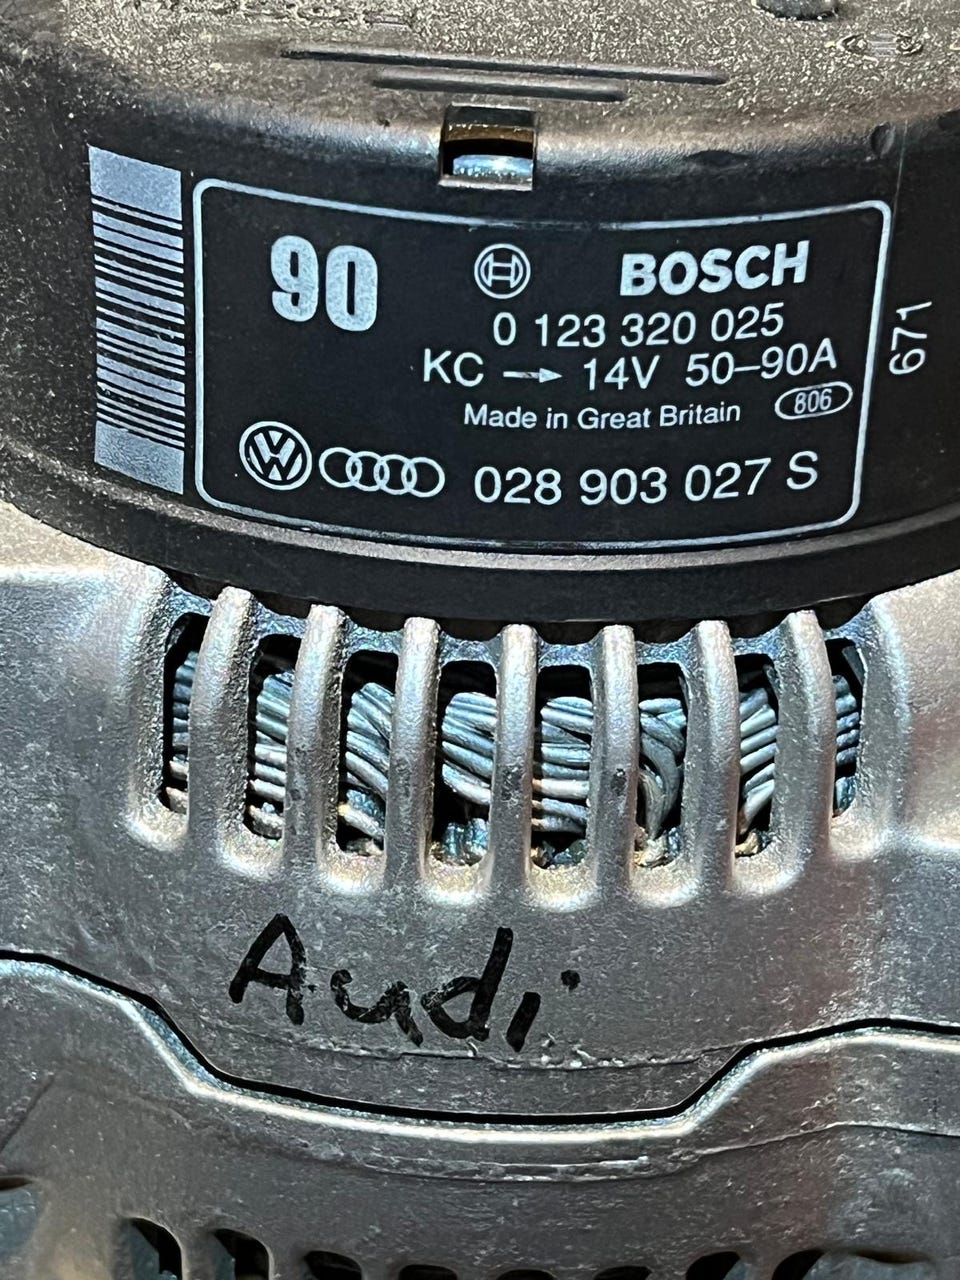 90
BOSCH
0 123 320 025
KC → 14V 50–90A
Made in Great Britain 806
028 903 027 S
671
Audi